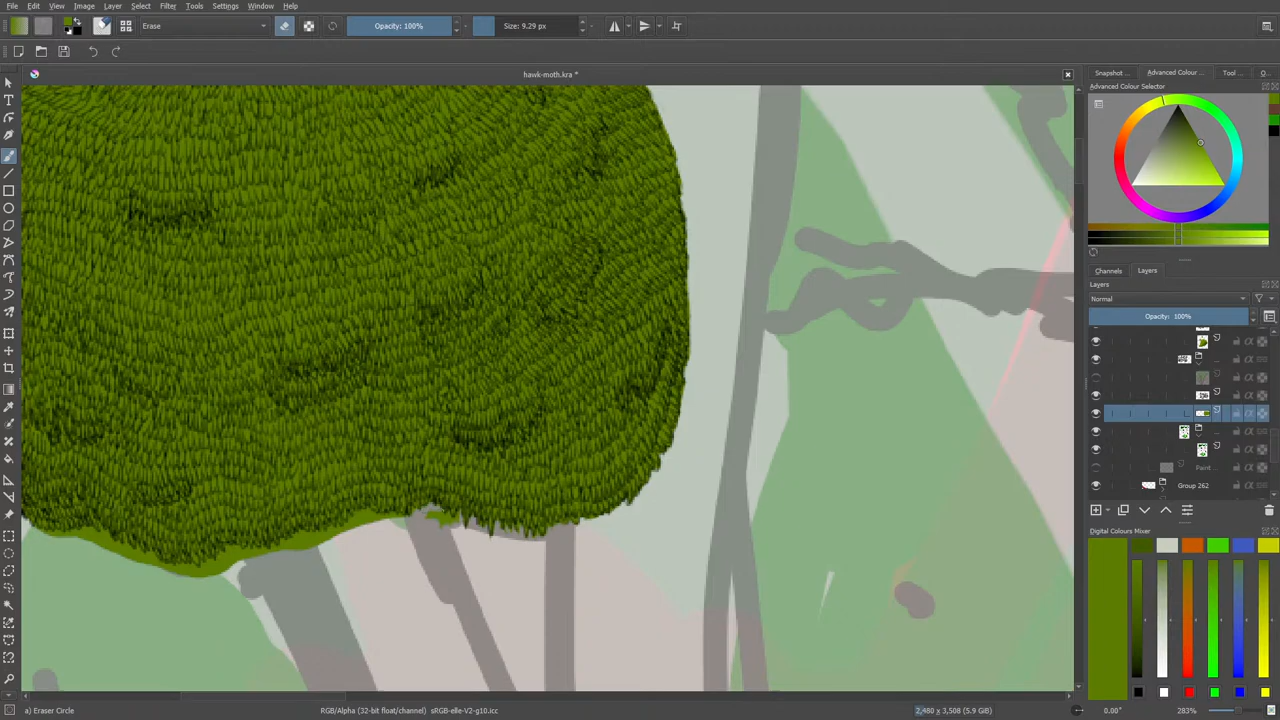 File Edit View Image Layer Select Filter Tools Settings Window Help
Erase Opacity: 100% Size: 9.29 px
hawk-moth.kra *
Snapshot ... Advanced Colour ... Tool ... O...
Advanced Colour Selector
Channels Layers
Layers
Normal
Opacity: 100%
...
...
...
Paint ...
Group 262
Digital Colours Mixer
a) Eraser Circle RGB/Alpha (32-bit float/channel) sRGB-elle-V2-g10.icc 2,480 x 3,508 (5.9 GiB) 0.00° 283%